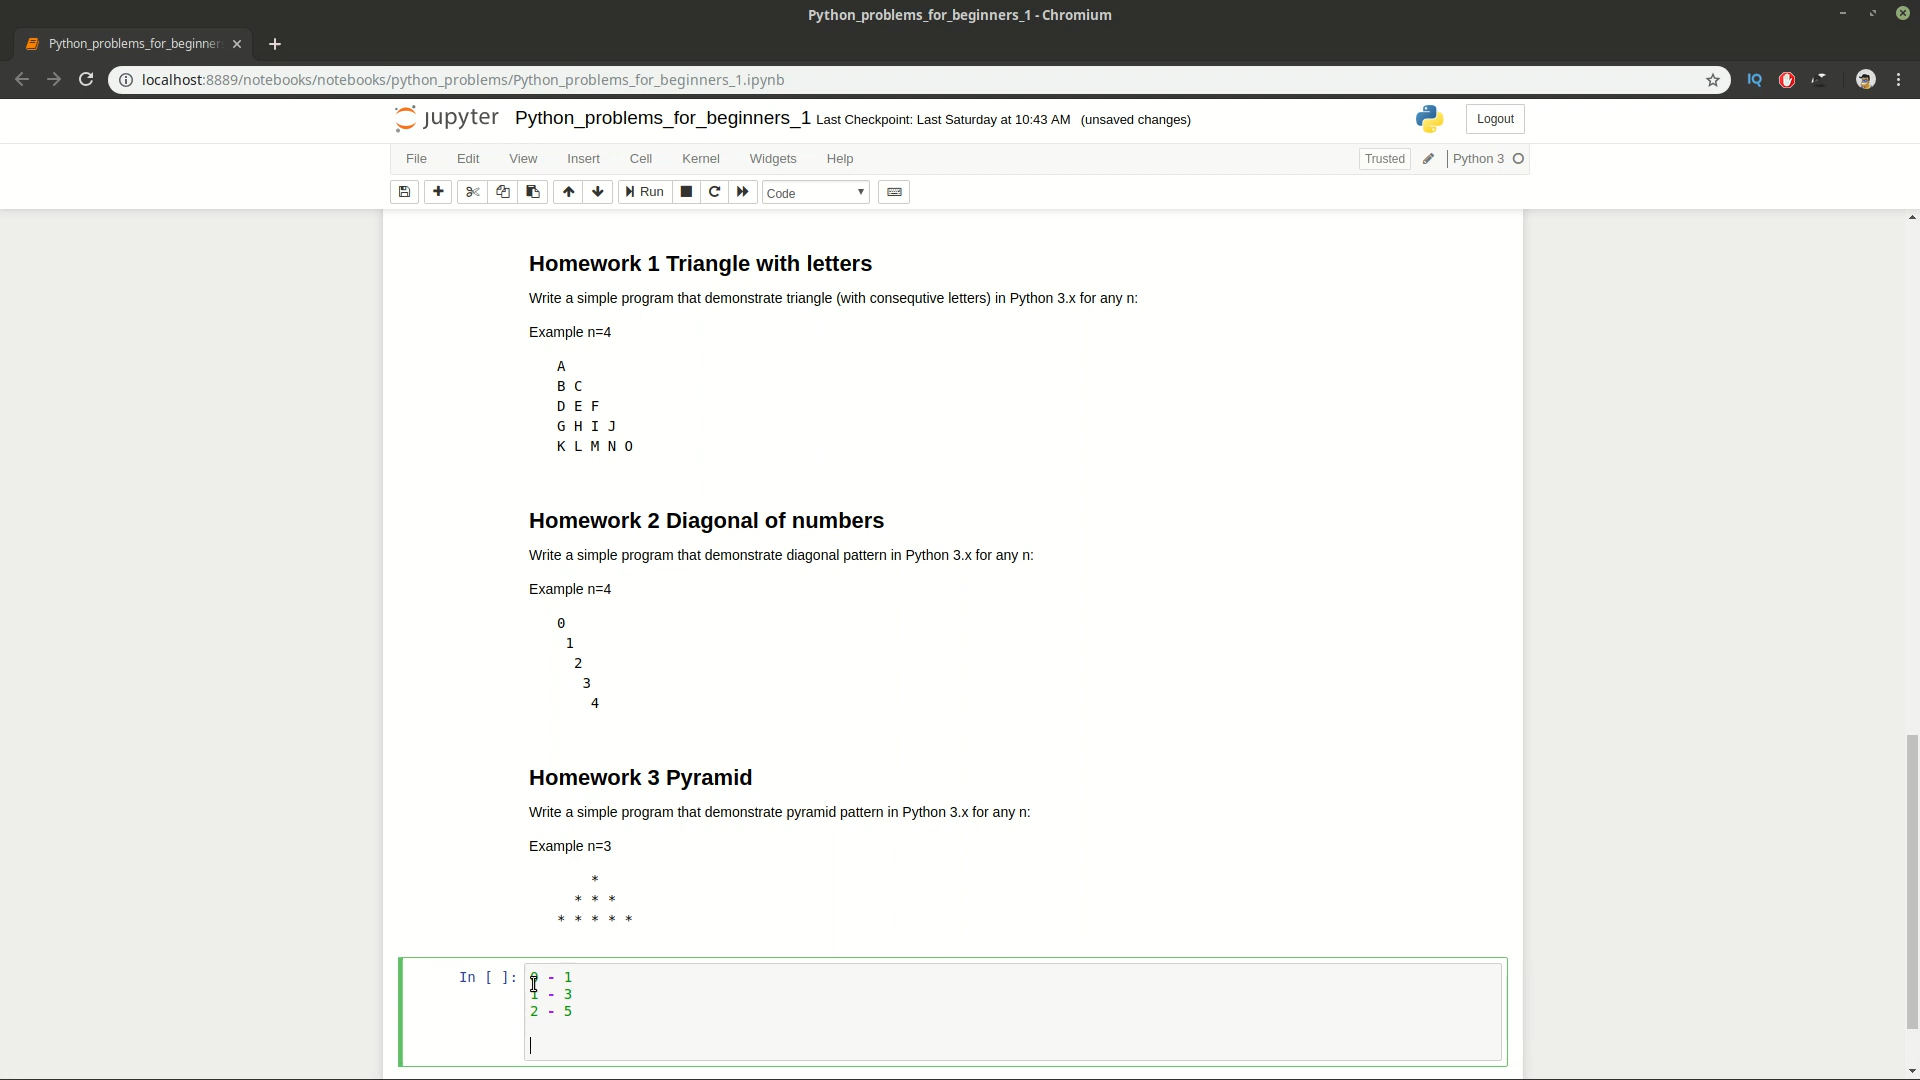 Python_problems_for_beginners_1 - Chromium
Python_problems_for_beginner
localhost:8889/notebooks/notebooks/python_problems/Python_problems_for_beginners_1.ipynb
IQ
jupyter Python_problems_for_beginners_1 Last Checkpoint: Last Saturday at 10:43 AM (unsaved changes)
Logout
File Edit View Insert Cell Kernel Widgets Help
Trusted Python 3
Run Code
Homework 1 Triangle with letters
Write a simple program that demonstrate triangle (with consequtive letters) in Python 3.x for any n:
Example n=4
A
B C
D E F
G H I J
K L M N O
Homework 2 Diagonal of numbers
Write a simple program that demonstrate diagonal pattern in Python 3.x for any n:
Example n=4
0
1
2
3
4
Homework 3 Pyramid
Write a simple program that demonstrate pyramid pattern in Python 3.x for any n:
Example n=3
*
* * *
* * * * *
In [ ]:
0 - 1
1 - 3
2 - 5